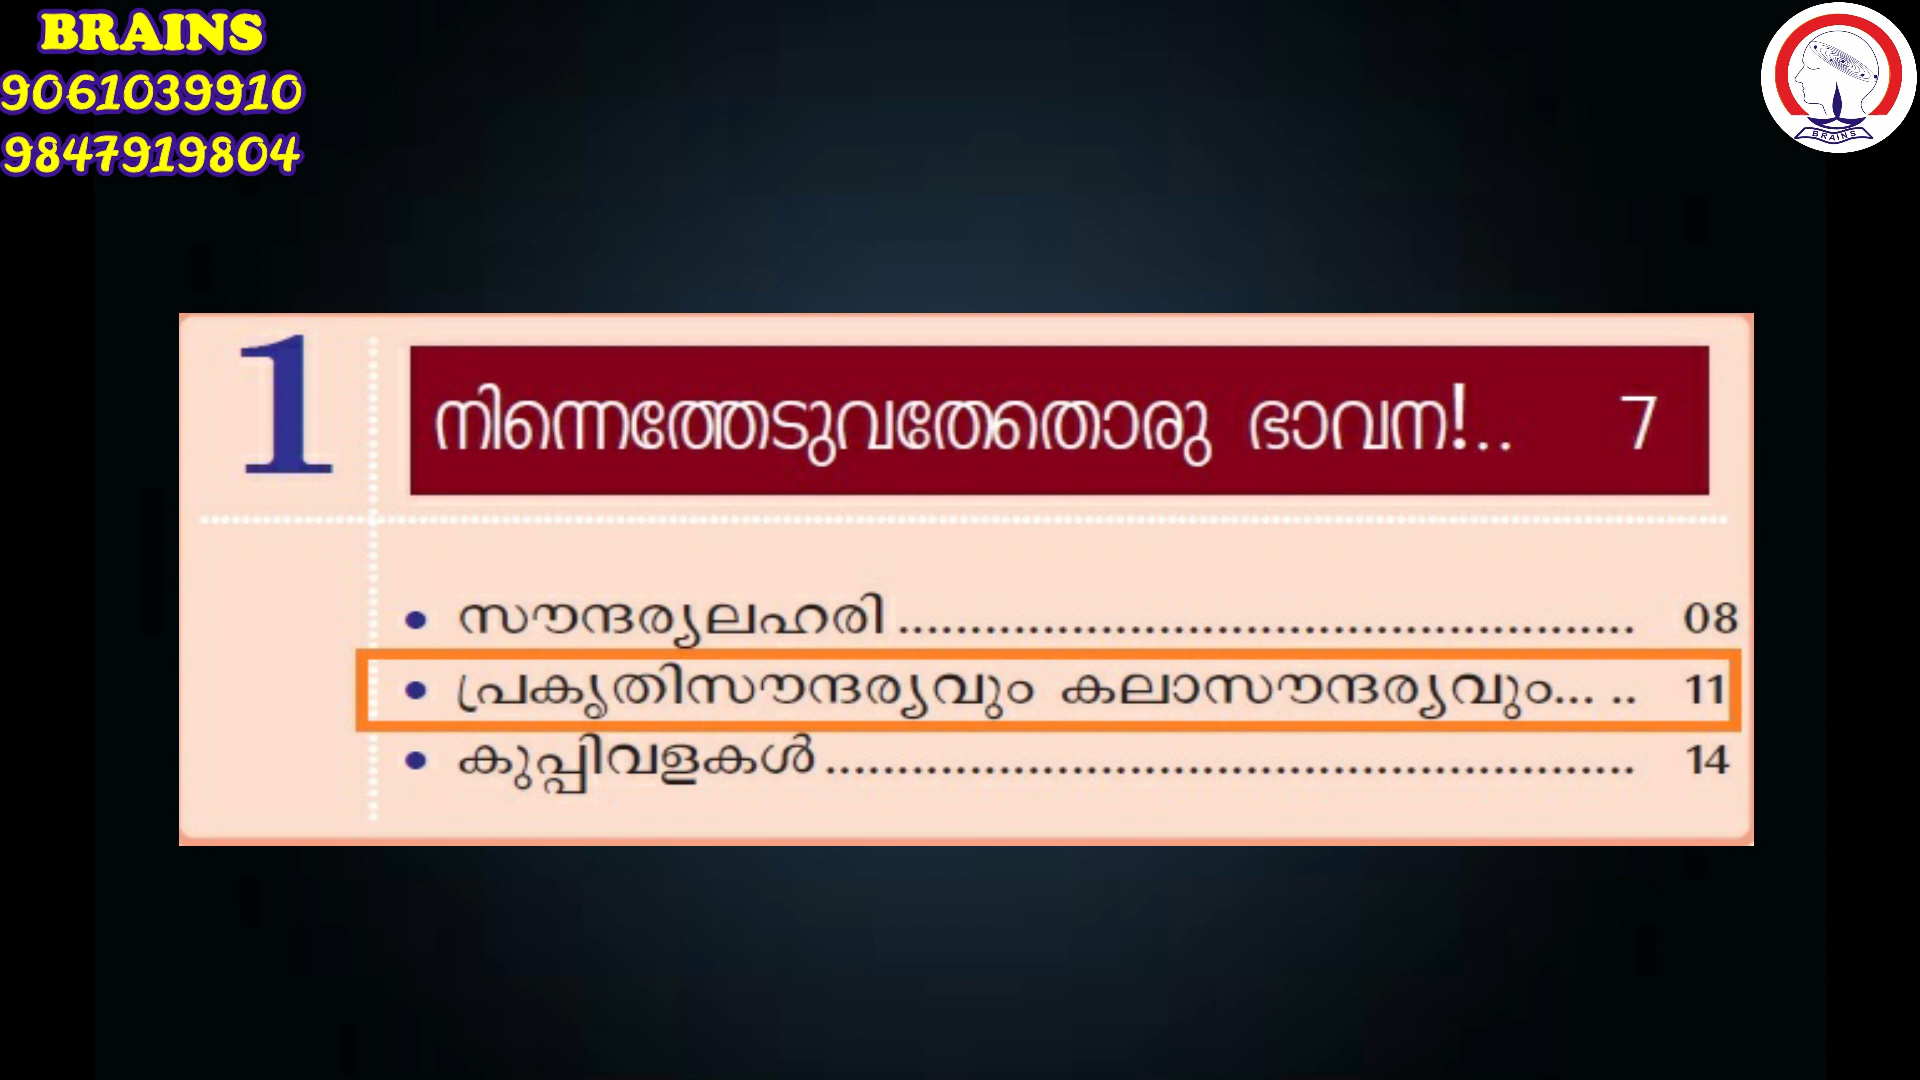 BRAINS
9061039910
9847919804
BRAINS
1
നിന്നെത്തേടുവതേതൊരു ഭാവന!.. 7
• സൗന്ദര്യലഹരി .................................................... 08
• പ്രകൃതിസൗന്ദര്യവും കലാസൗന്ദര്യവും... .. 11
• കുപ്പിവളകൾ ......................................................... 14